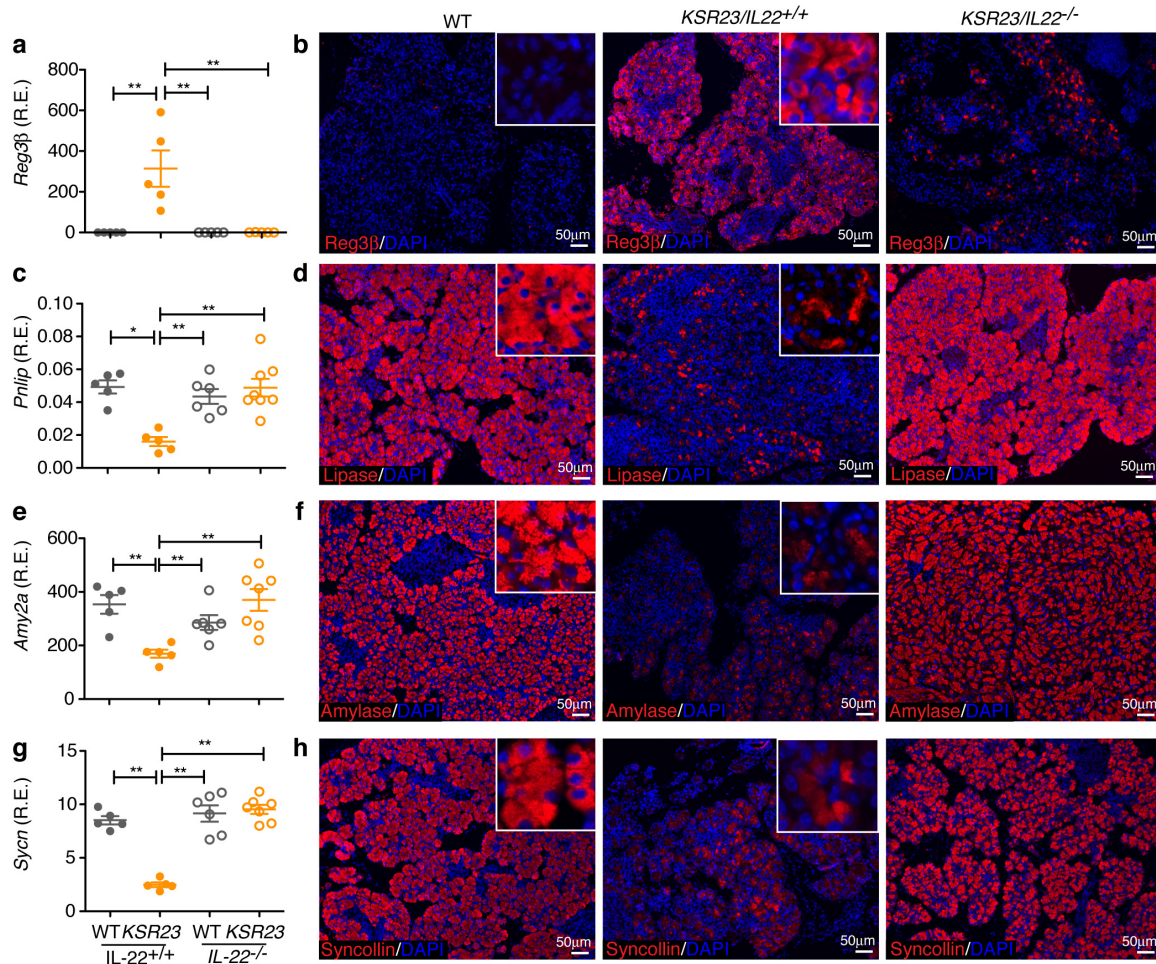 WT
KSR23/IL22+/+
KSR23/IL22-/-
a
Reg3β (R.E.)
800
600
400
200
0
**
**
**
b
Reg3β/DAPI
50μm
Reg3β/DAPI
50μm
Reg3β/DAPI
50μm
c
Pnlip (R.E.)
0.10
0.08
0.06
0.04
0.02
0.00
*
**
**
d
Lipase/DAPI
50μm
Lipase/DAPI
50μm
Lipase/DAPI
50μm
e
Amy2a (R.E.)
600
400
200
0
**
**
**
f
Amylase/DAPI
50μm
Amylase/DAPI
50μm
Amylase/DAPI
50μm
g
Sycn (R.E.)
15
10
5
0
**
**
**
WT KSR23 WT KSR23
IL-22+/+ IL-22-/-
h
Syncollin/DAPI
50μm
Syncollin/DAPI
50μm
Syncollin/DAPI
50μm